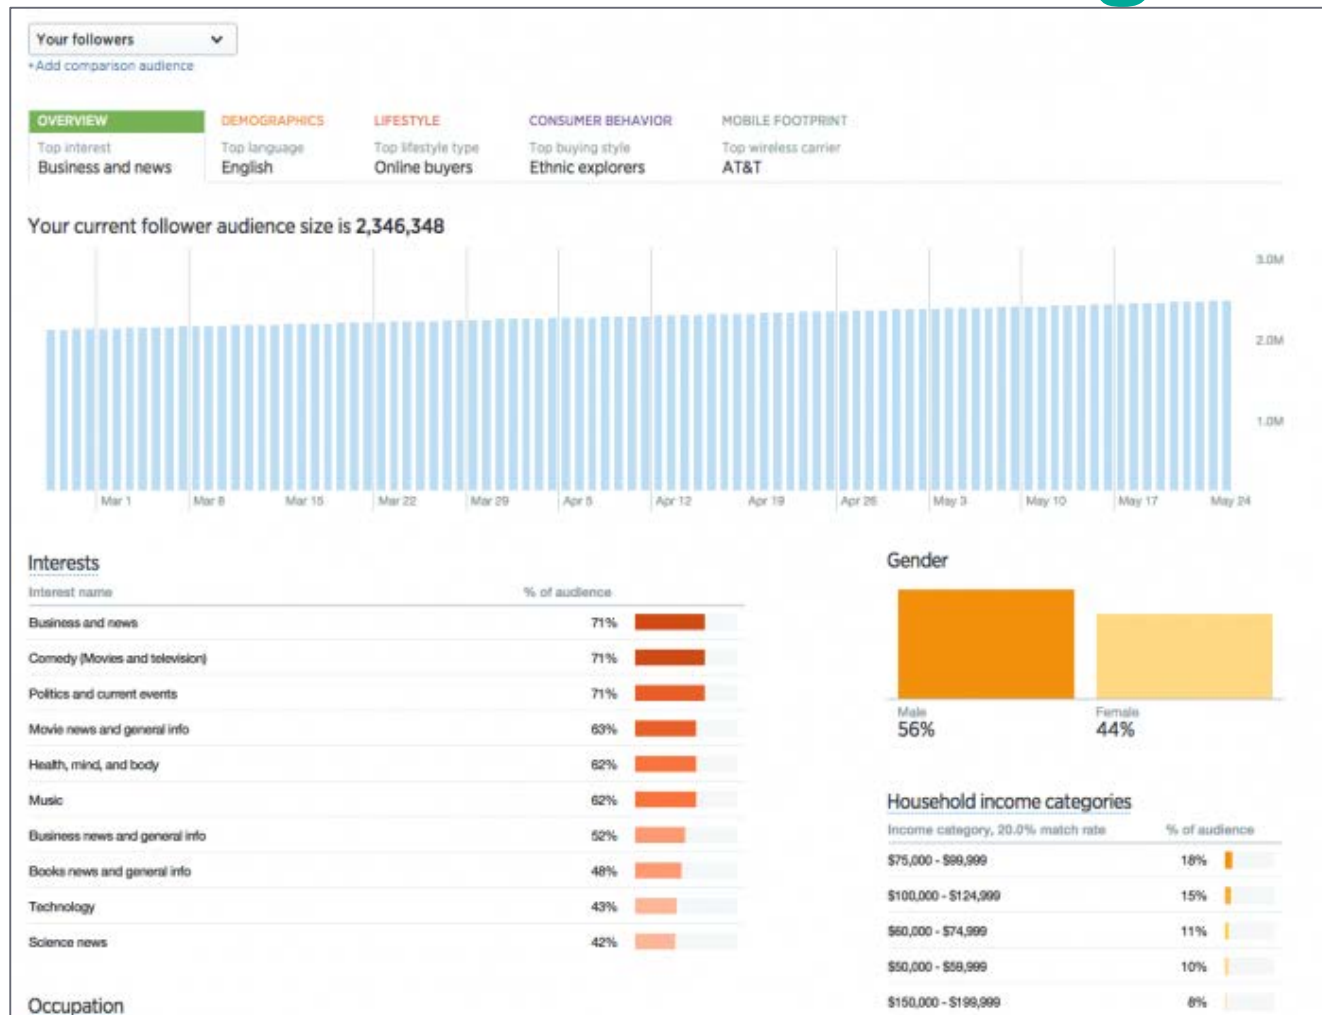 Your followers
+Add comparison audience
OVERVIEW DEMOGRAPHICS LIFESTYLE CONSUMER BEHAVIOR MOBILE FOOTPRINT
Top interest Top language Top lifestyle type Top buying style Top wireless carrier
Business and news English Online buyers Ethnic explorers AT&T
Your current follower audience size is 2,346,348
3.0M
2.0M
1.0M
Mar 1 Mar 8 Mar 15 Mar 22 Mar 29 Apr 5 Apr 12 Apr 19 Apr 26 May 3 May 10 May 17 May 24
Interests
Interest name % of audience
Business and news 71%
Comedy (Movies and television) 71%
Politics and current events 71%
Movie news and general info 63%
Health, mind, and body 62%
Music 62%
Business news and general info 52%
Books news and general info 48%
Technology 43%
Science news 42%
Occupation
Gender
Male Female
56% 44%
Household income categories
Income category, 20.0% match rate % of audience
$75,000 - $99,999 18%
$100,000 - $124,999 15%
$60,000 - $74,999 11%
$50,000 - $59,999 10%
$150,000 - $199,999 8%